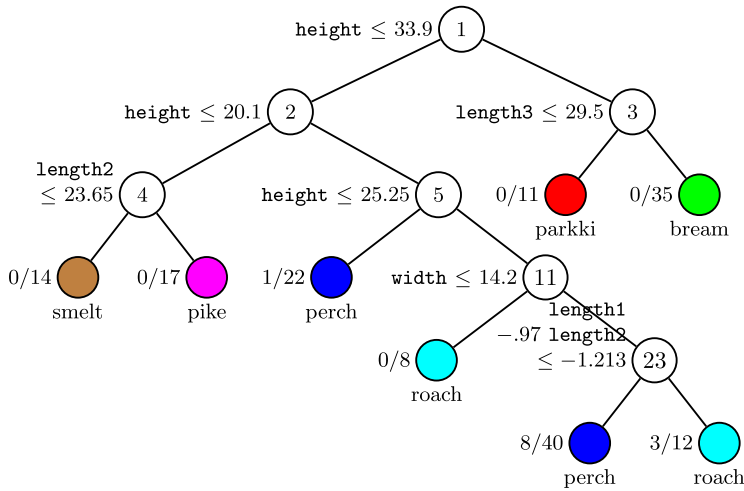 height ≤ 33.9 1
height ≤ 20.1 2
length3 ≤ 29.5 3
length2
≤ 23.65 4
height ≤ 25.25 5
0/11
parkki
0/35
bream
0/14
smelt
0/17
pike
1/22
perch
width ≤ 14.2 11
0/8
roach
length1
−.97 length2
≤ −1.213 23
8/40
perch
3/12
roach